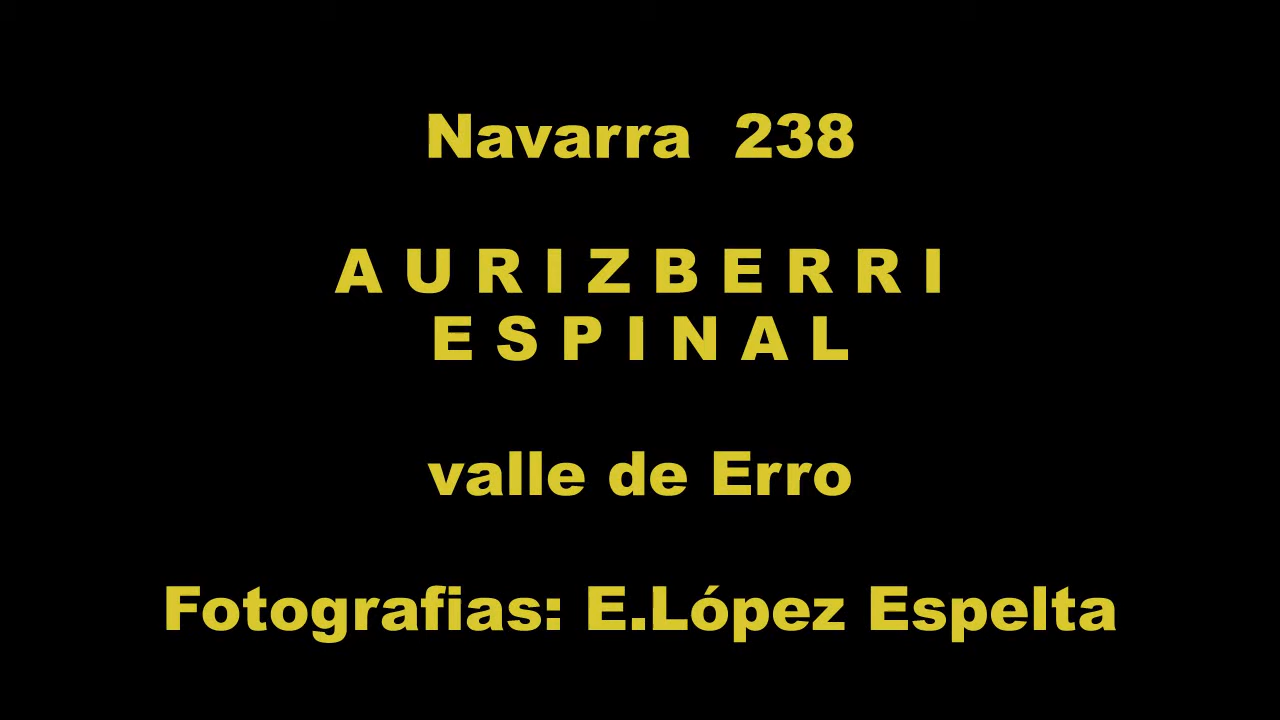 Navarra  238
A U R I Z B E R R I
E S P I N A L
valle de Erro
Fotografias: E.López Espelta